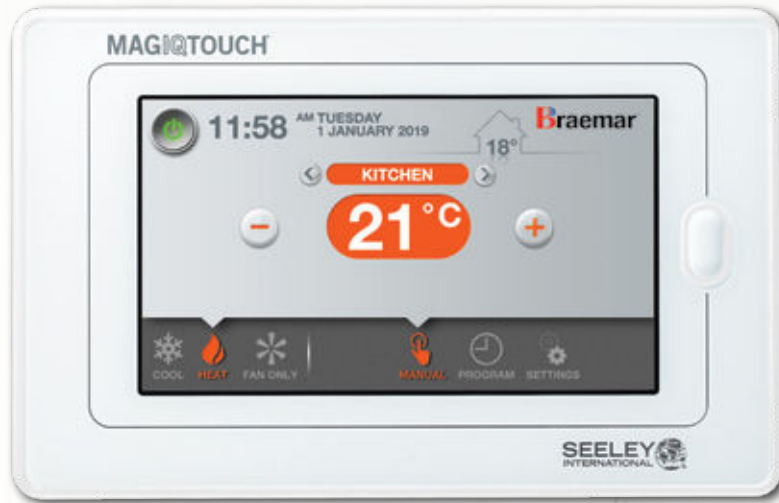 MAGIQTOUCH
11:58 AM TUESDAY
1 JANUARY 2019
Braemar
18°
KITCHEN
21°C
COOL HEAT FAN ONLY MANUAL PROGRAM SETTINGS
SEELEY
INTERNATIONAL